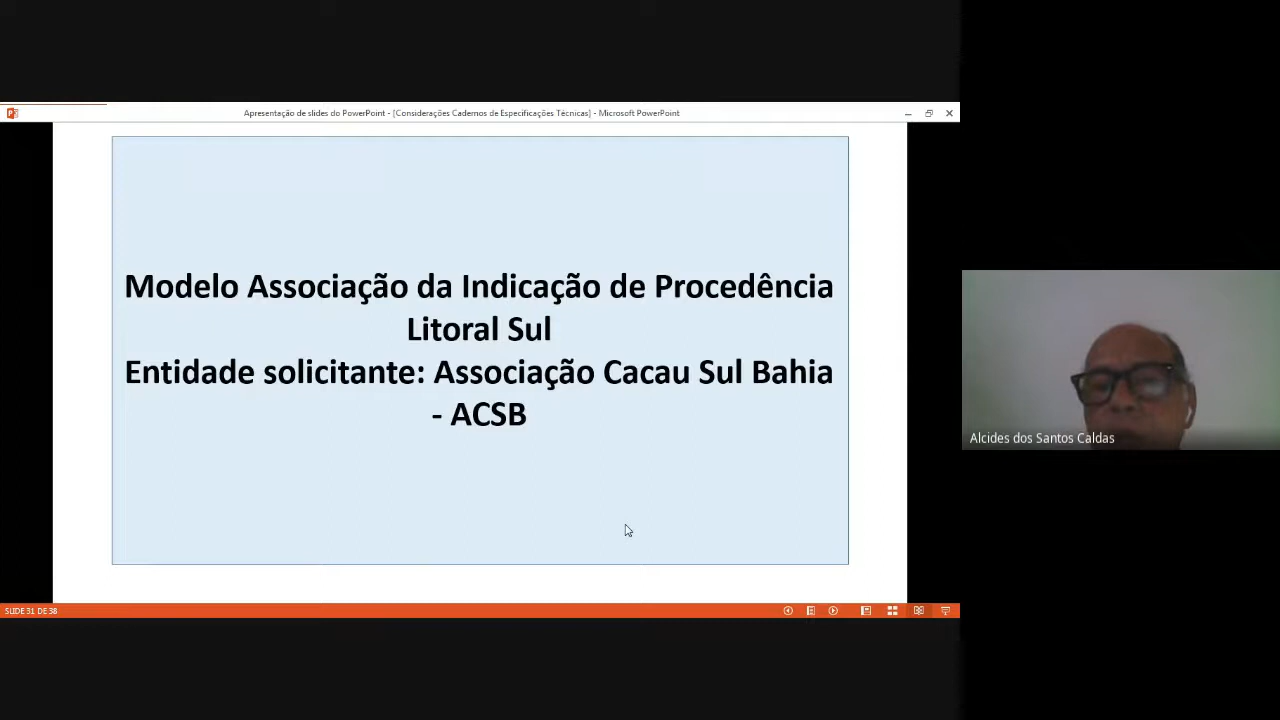 Apresentação de slides do PowerPoint - [Considerações Cadernos de Especificações Técnicas] - Microsoft PowerPoint
Modelo Associação da Indicação de Procedência
Litoral Sul
Entidade solicitante: Associação Cacau Sul Bahia
- ACSB
Alcides dos Santos Caldas
SLIDE 31 DE 38